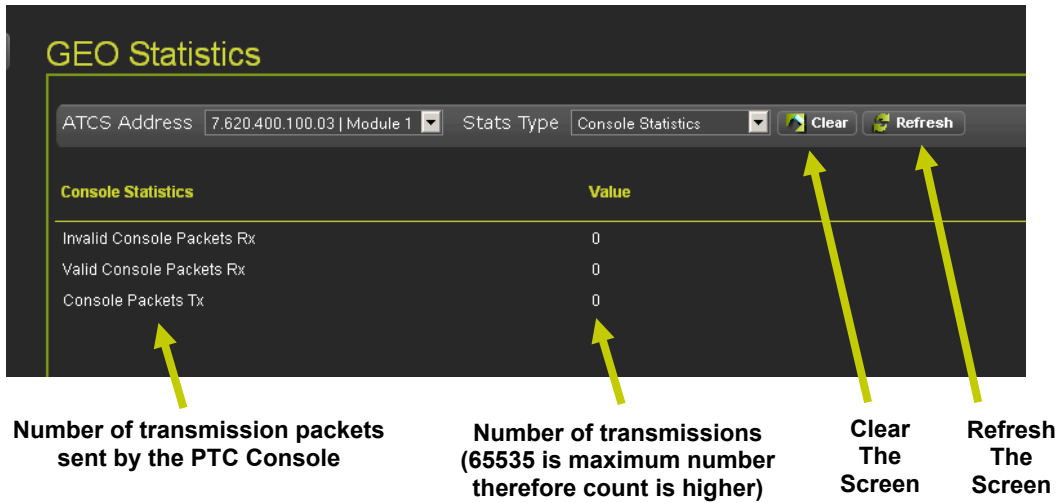 GEO Statistics
ATCS Address 7.620.400.100.03 | Module 1 Stats Type Console Statistics Clear Refresh
Console Statistics Value
Invalid Console Packets Rx 0
Valid Console Packets Rx 0
Console Packets Tx 0
Number of transmission packets
sent by the PTC Console
Number of transmissions
(65535 is maximum number
therefore count is higher)
Clear
The
Screen
Refresh
The
Screen